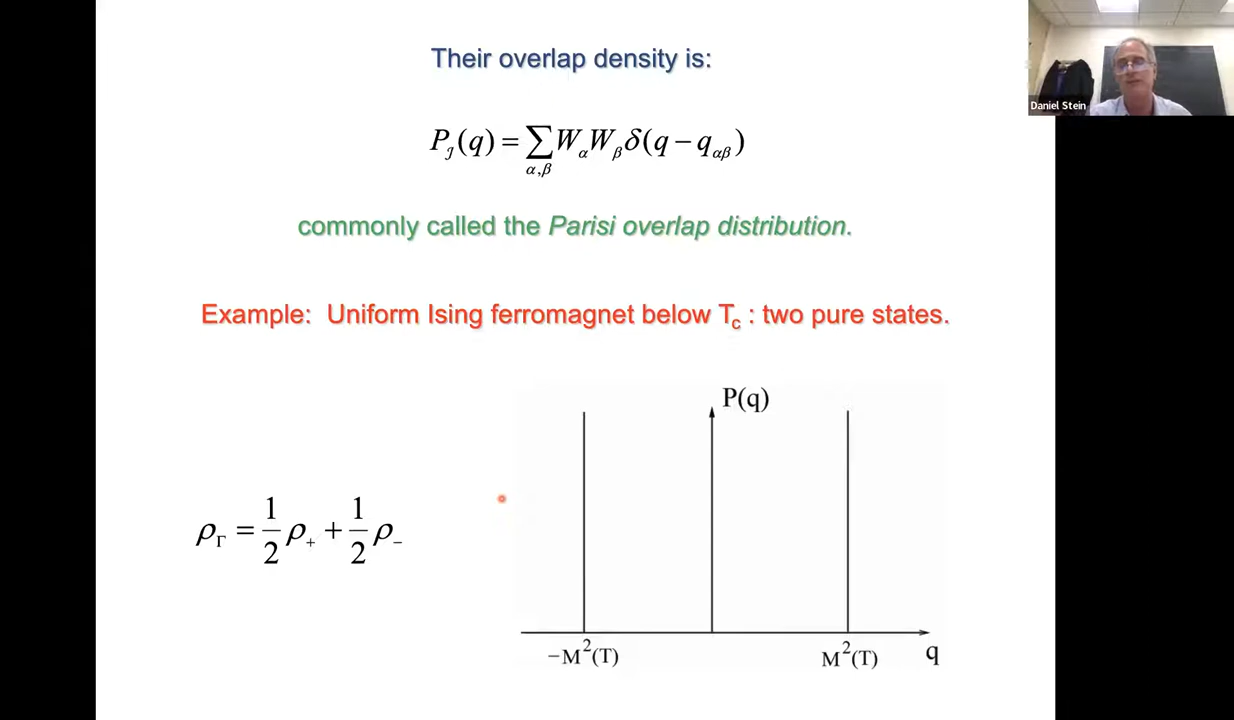 Their overlap density is:
P_𝒥(q) = ∑_{α,β} W_α W_β δ(q − q_{αβ})
commonly called the Parisi overlap distribution.
Example: Uniform Ising ferromagnet below T_c : two pure states.
P(q)
ρ_Γ = 1/2 ρ_+ + 1/2 ρ_−
−M²(T)
M²(T)
q
Daniel Stein